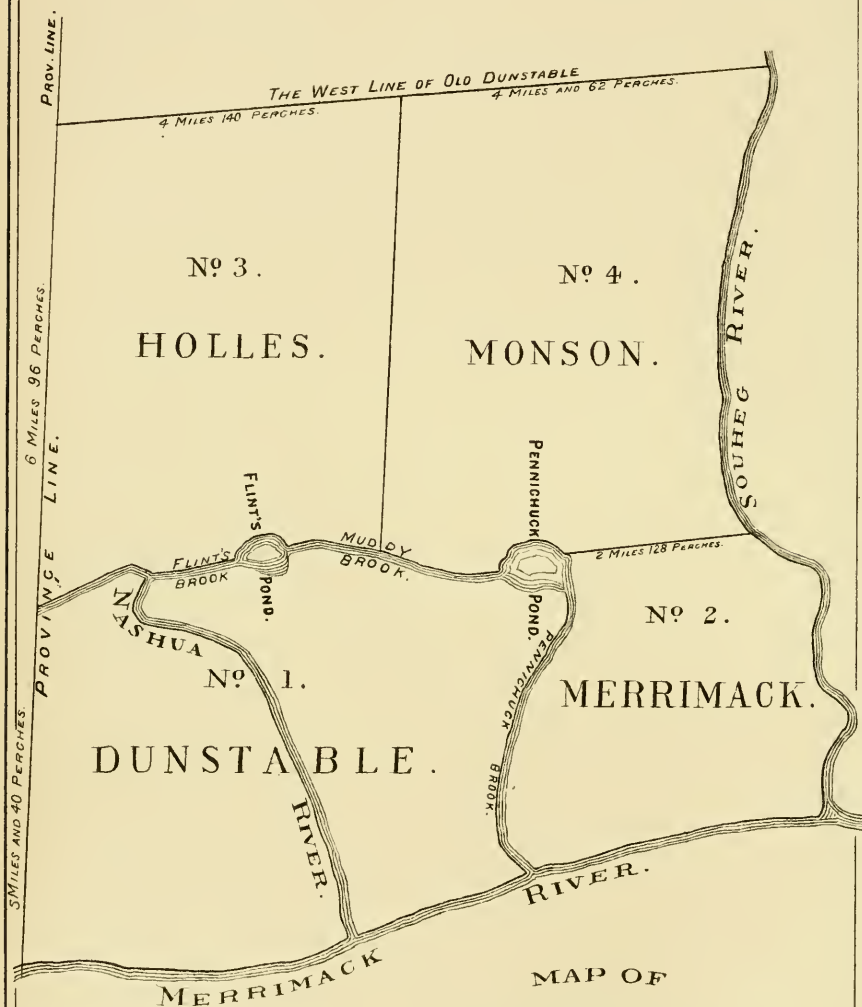 PROV. LINE.
THE WEST LINE OF OLD DUNSTABLE
4 MILES 140 PERCHES.
4 MILES AND 62 PERCHES.
Nº 3.
HOLLES.
Nº 4.
MONSON.
SOUHEG RIVER.
6 MILES 96 PERCHES.
PROVINCE LINE.
FLINT'S POND.
FLINT'S
BROOK
MUDDY
BROOK.
PENNICHUCK POND.
2 MILES 128 PERCHES.
NASHUA RIVER.
Nº 1.
DUNSTABLE.
PENNICHUCK BROOK.
Nº 2.
MERRIMACK.
5 MILES AND 40 PERCHES.
MERRIMACK RIVER.
MAP OF